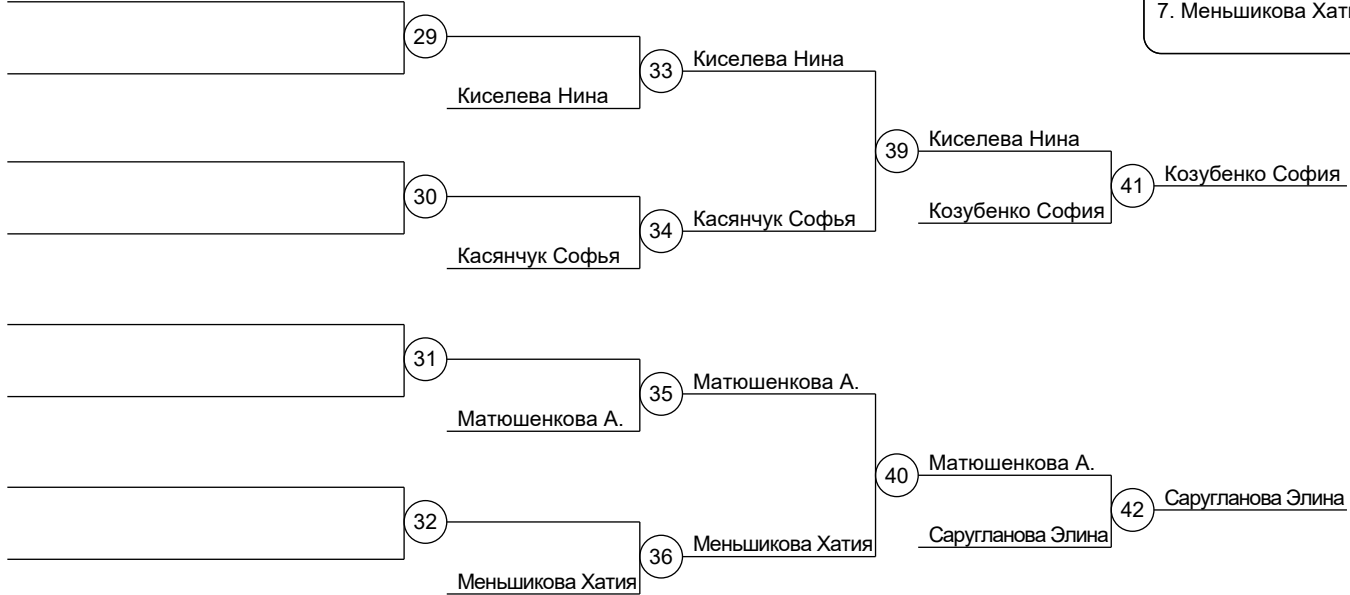 7. Меньшикова
29
33
Киселева Нина
Киселева Нина
39
Киселева Нина
41
Козубенко София
30
34
Касянчук Софья
Козубенко София
Касянчук Софья
31
35
Матюшенкова А.
Матюшенкова А.
40
Матюшенкова А.
42
Саругланова Элина
32
36
Меньшикова Хатия
Саругланова Элина
Меньшикова Хатия